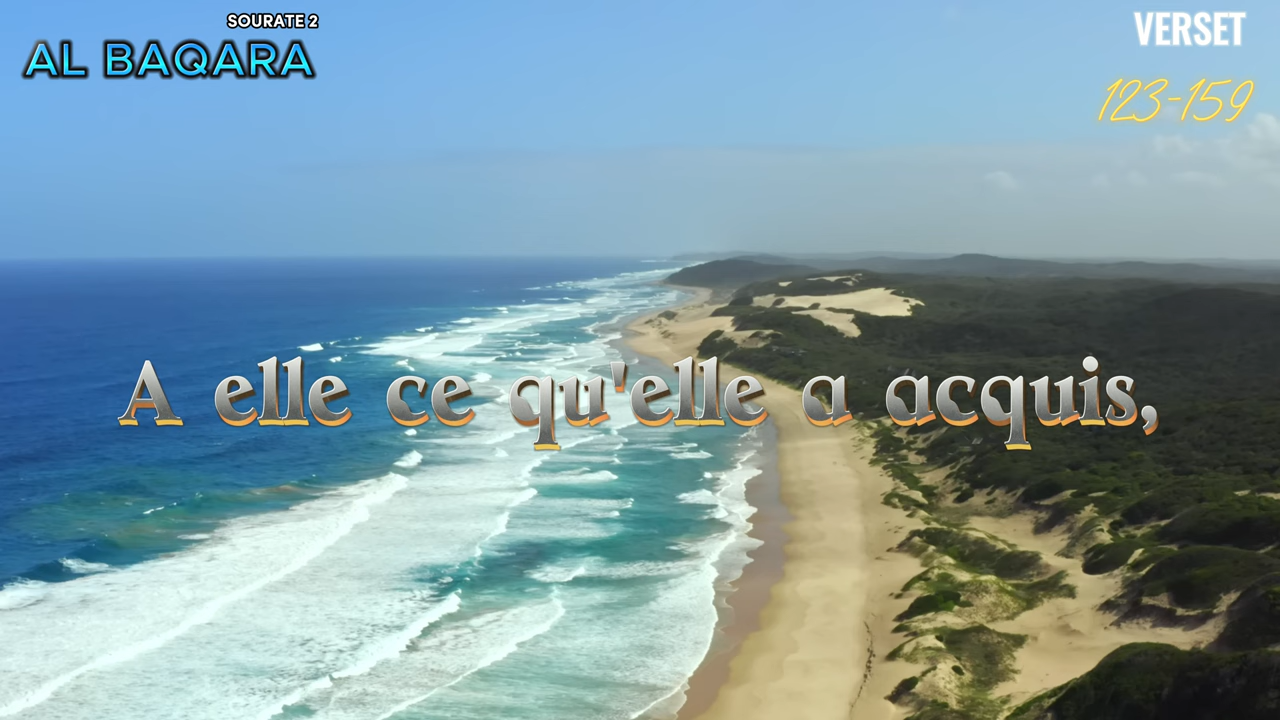 SOURATE 2
AL BAQARA
VERSET
123-159
A elle ce qu'elle a acquis,